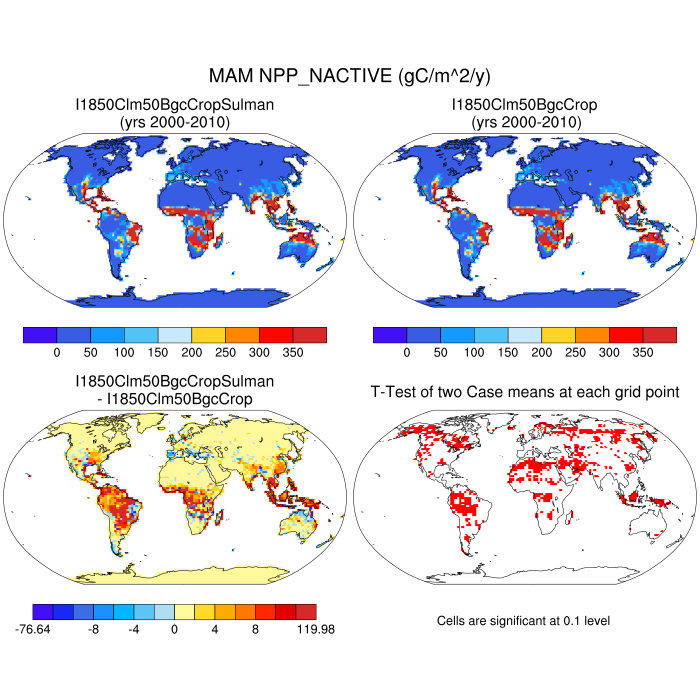 MAM NPP_NACTIVE (gC/m^2/y)
I1850Clm50BgcCropSulman
(yrs 2000-2010)
I1850Clm50BgcCrop
(yrs 2000-2010)
0 50 100 150 200 250 300 350
0 50 100 150 200 250 300 350
I1850Clm50BgcCropSulman
- I1850Clm50BgcCrop
T-Test of two Case means at each grid point
-76.64 -8 -4 0 4 8 119.98
Cells are significant at 0.1 level